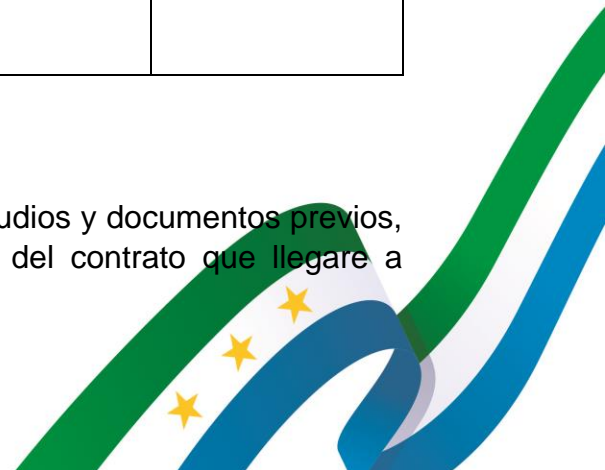 udios y documentos previos,
del contrato que llegare a